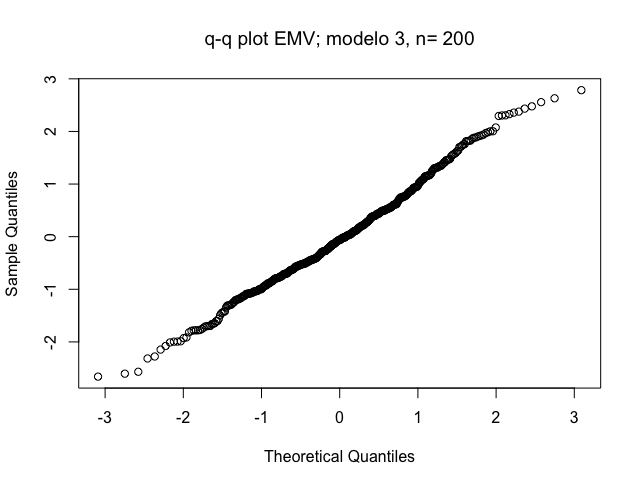 q-q plot EMV; modelo 3, n= 200
Sample Quantiles
3
2
1
0
-1
-2
-3 -2 -1 0 1 2 3
Theoretical Quantiles